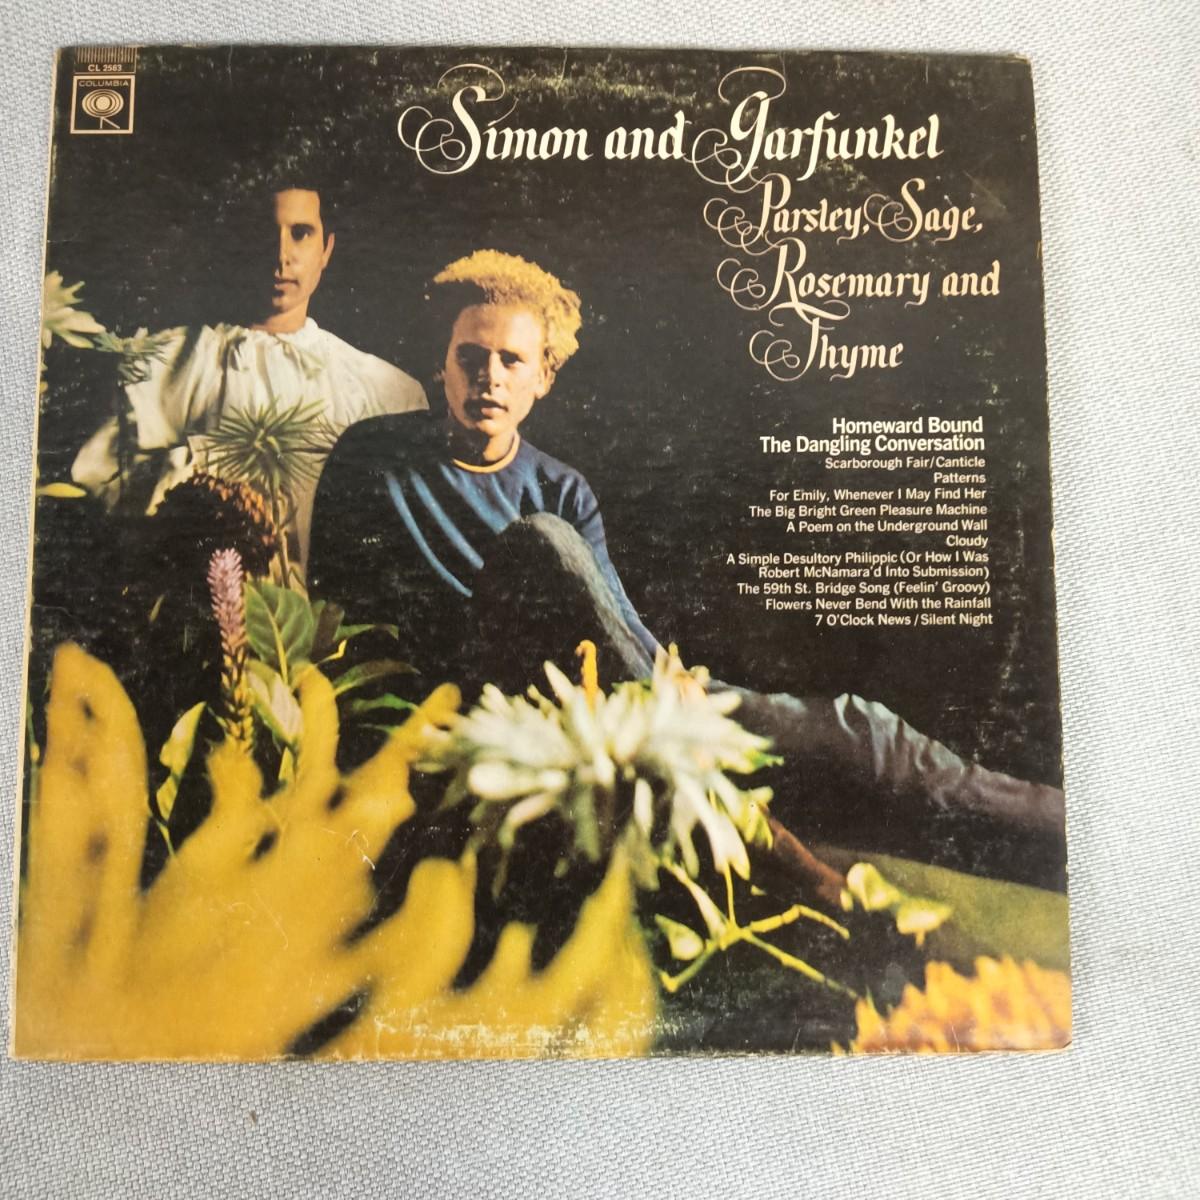 CL 2563
COLUMBIA
Simon and Garfunkel
Parsley, Sage,
Rosemary and
Thyme
Homeward Bound
The Dangling Conversation
Scarborough Fair/Canticle
Patterns
For Emily, Whenever I May Find Her
The Big Bright Green Pleasure Machine
A Poem on the Underground Wall
Cloudy
A Simple Desultory Philippic (Or How I Was
Robert McNamara'd Into Submission)
The 59th St. Bridge Song (Feelin' Groovy)
Flowers Never Bend With the Rainfall
7 O'Clock News / Silent Night